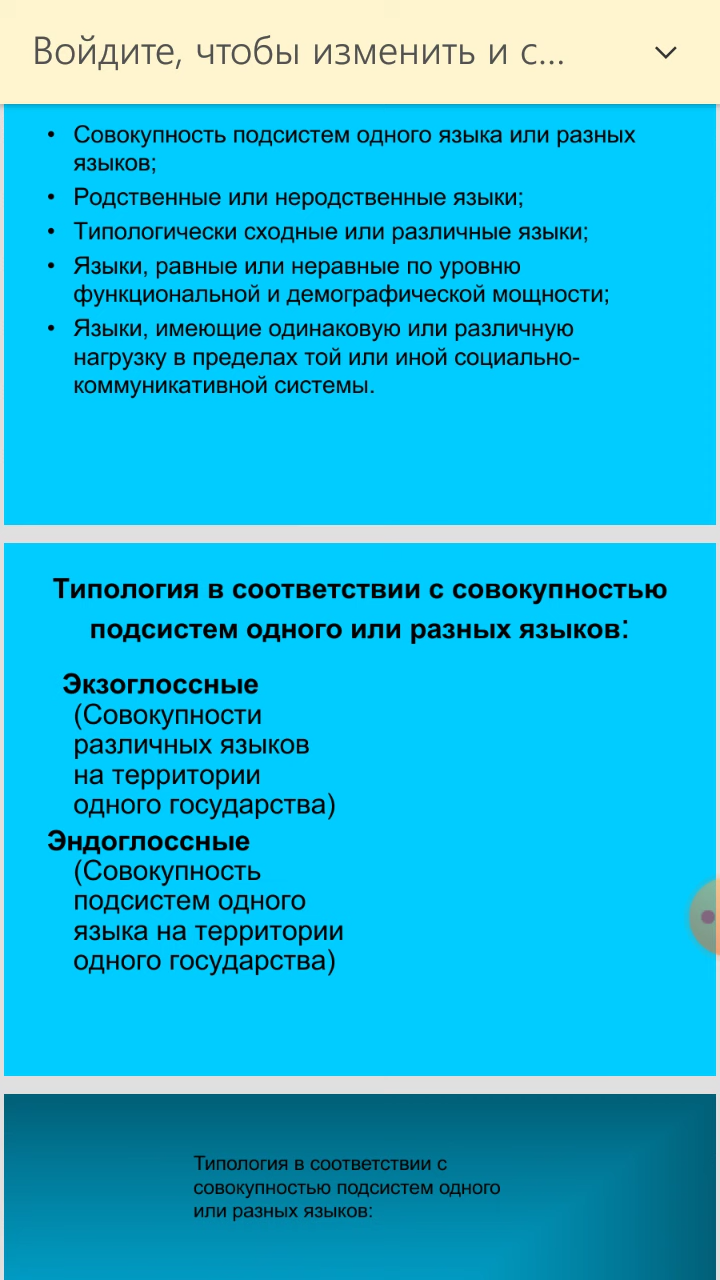 Войдите, чтобы изменить и с...
• Совокупность подсистем одного языка или разных
языков;
• Родственные или неродственные языки;
• Типологически сходные или различные языки;
• Языки, равные или неравные по уровню
функциональной и демографической мощности;
• Языки, имеющие одинаковую или различную
нагрузку в пределах той или иной социально-
коммуникативной системы.
Типология в соответствии с совокупностью
подсистем одного или разных языков:
Экзоглоссные
(Совокупности
различных языков
на территории
одного государства)
Эндоглоссные
(Совокупность
подсистем одного
языка на территории
одного государства)
Типология в соответствии с
совокупностью подсистем одного
или разных языков: